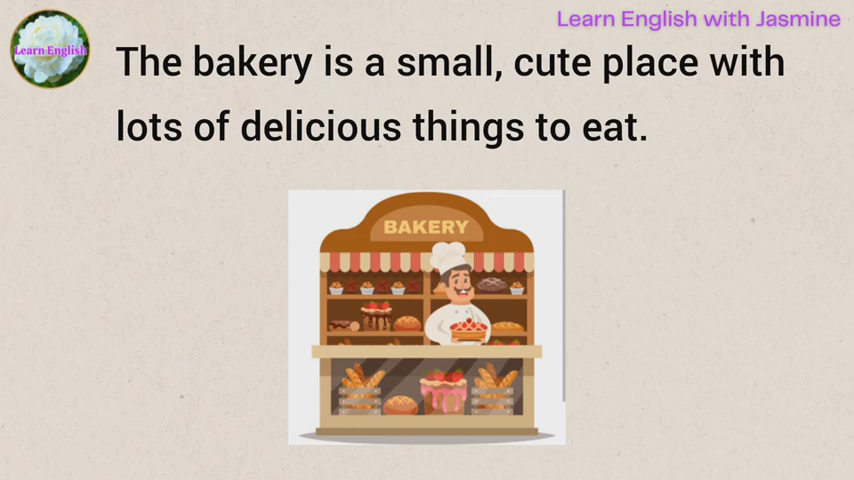 Learn English with Jasmine
Learn English
The bakery is a small, cute place with
lots of delicious things to eat.
BAKERY